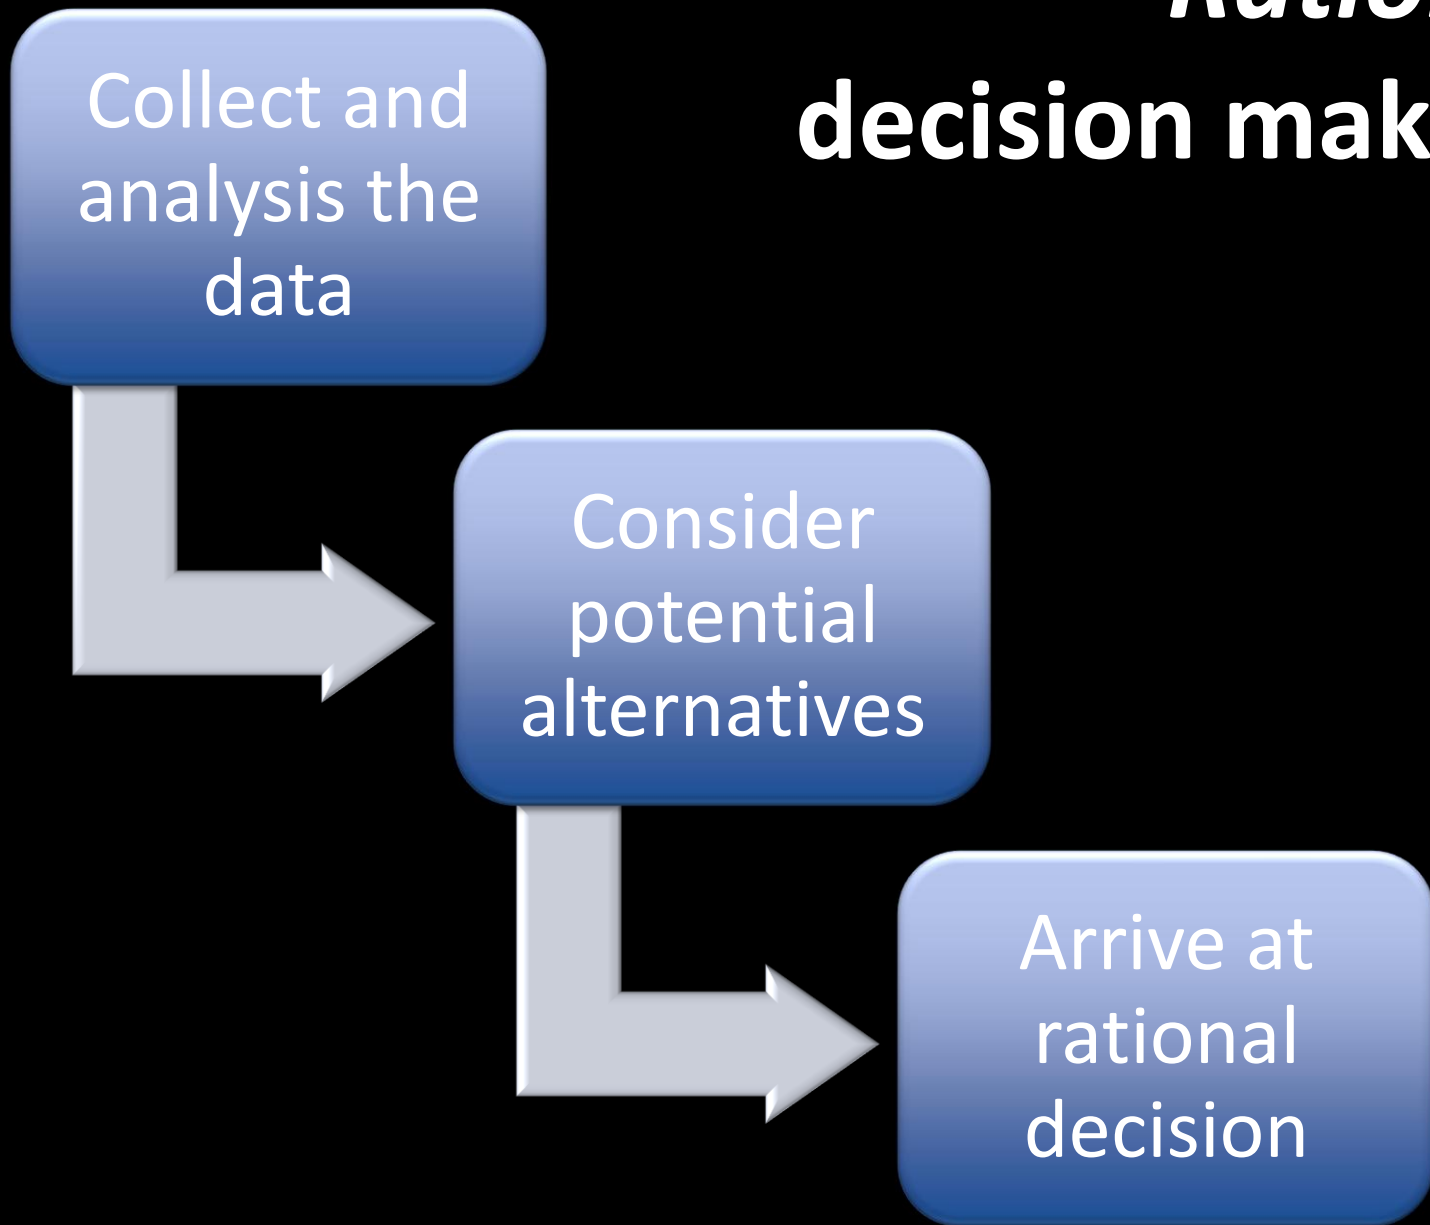 decision mak
Collect and
analysis the
data
Consider
potential
alternatives
Arrive at
rational
decision